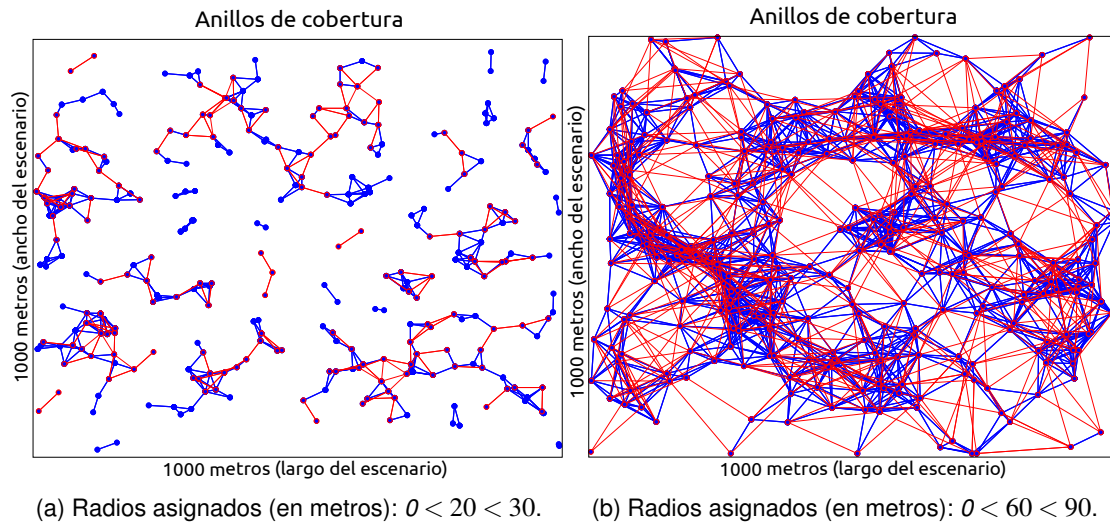 Anillos de cobertura
1000 metros (ancho del escenario)
1000 metros (largo del escenario)
(a) Radios asignados (en metros): 0 < 20 < 30.
Anillos de cobertura
1000 metros (ancho del escenario)
1000 metros (largo del escenario)
(b) Radios asignados (en metros): 0 < 60 < 90.